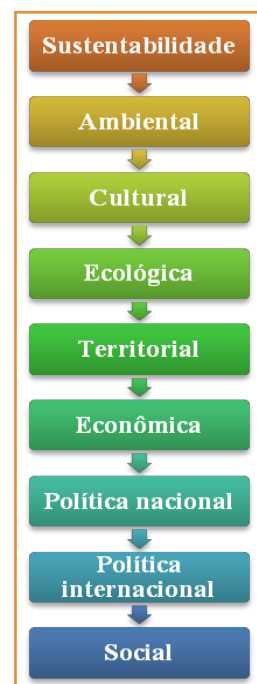 Sustentabilidade
Ambiental
Cultural
Ecológica
Territorial
Econômica
Política nacional
Política
internacional
Social